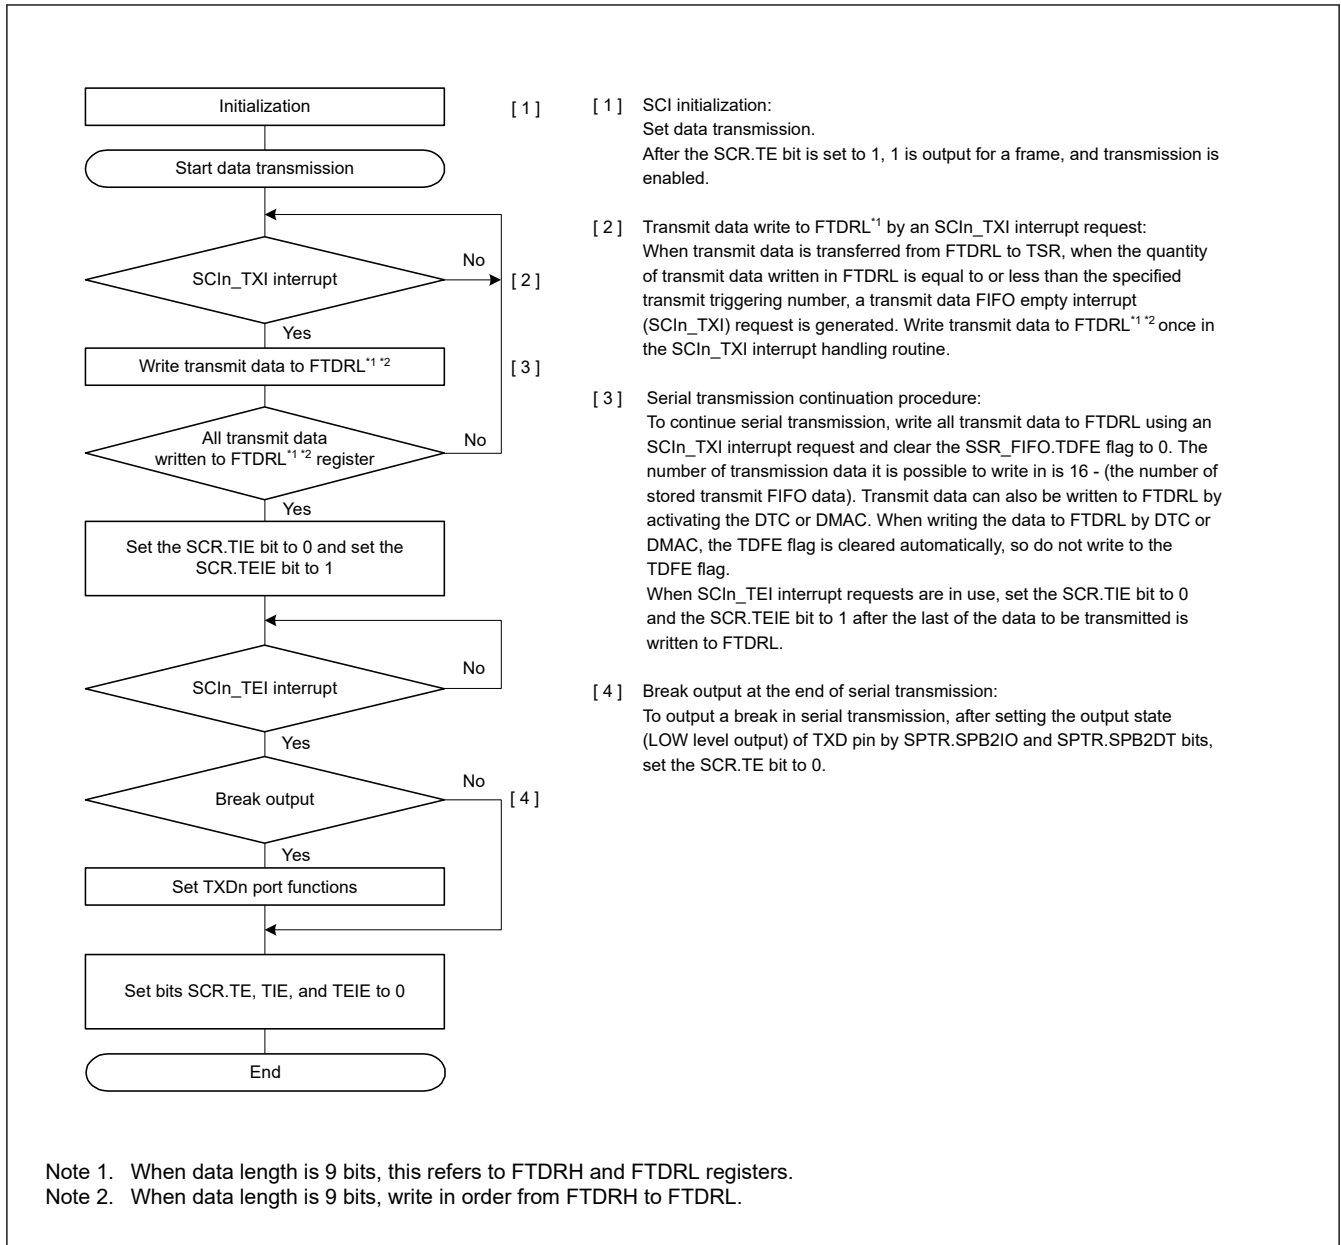 Initialization
[ 1 ]
Start data transmission
SCIn_TXI interrupt
No
[ 2 ]
Yes
Write transmit data to FTDRL*1 *2
[ 3 ]
All transmit data
written to FTDRL*1 *2 register
No
Yes
Set the SCR.TIE bit to 0 and set the
SCR.TEIE bit to 1
SCIn_TEI interrupt
No
Yes
Break output
No
[ 4 ]
Yes
Set TXDn port functions
Set bits SCR.TE, TIE, and TEIE to 0
End
[ 1 ] SCI initialization:
Set data transmission.
After the SCR.TE bit is set to 1, 1 is output for a frame, and transmission is
enabled.
[ 2 ] Transmit data write to FTDRL*1 by an SCIn_TXI interrupt request:
When transmit data is transferred from FTDRL to TSR, when the quantity
of transmit data written in FTDRL is equal to or less than the specified
transmit triggering number, a transmit data FIFO empty interrupt
(SCIn_TXI) request is generated. Write transmit data to FTDRL*1 *2 once in
the SCIn_TXI interrupt handling routine.
[ 3 ] Serial transmission continuation procedure:
To continue serial transmission, write all transmit data to FTDRL using an
SCIn_TXI interrupt request and clear the SSR_FIFO.TDFE flag to 0. The
number of transmission data it is possible to write in is 16 - (the number of
stored transmit FIFO data). Transmit data can also be written to FTDRL by
activating the DTC or DMAC. When writing the data to FTDRL by DTC or
DMAC, the TDFE flag is cleared automatically, so do not write to the
TDFE flag.
When SCIn_TEI interrupt requests are in use, set the SCR.TIE bit to 0
and the SCR.TEIE bit to 1 after the last of the data to be transmitted is
written to FTDRL.
[ 4 ] Break output at the end of serial transmission:
To output a break in serial transmission, after setting the output state
(LOW level output) of TXD pin by SPTR.SPB2IO and SPTR.SPB2DT bits,
set the SCR.TE bit to 0.
Note 1. When data length is 9 bits, this refers to FTDRH and FTDRL registers.
Note 2. When data length is 9 bits, write in order from FTDRH to FTDRL.